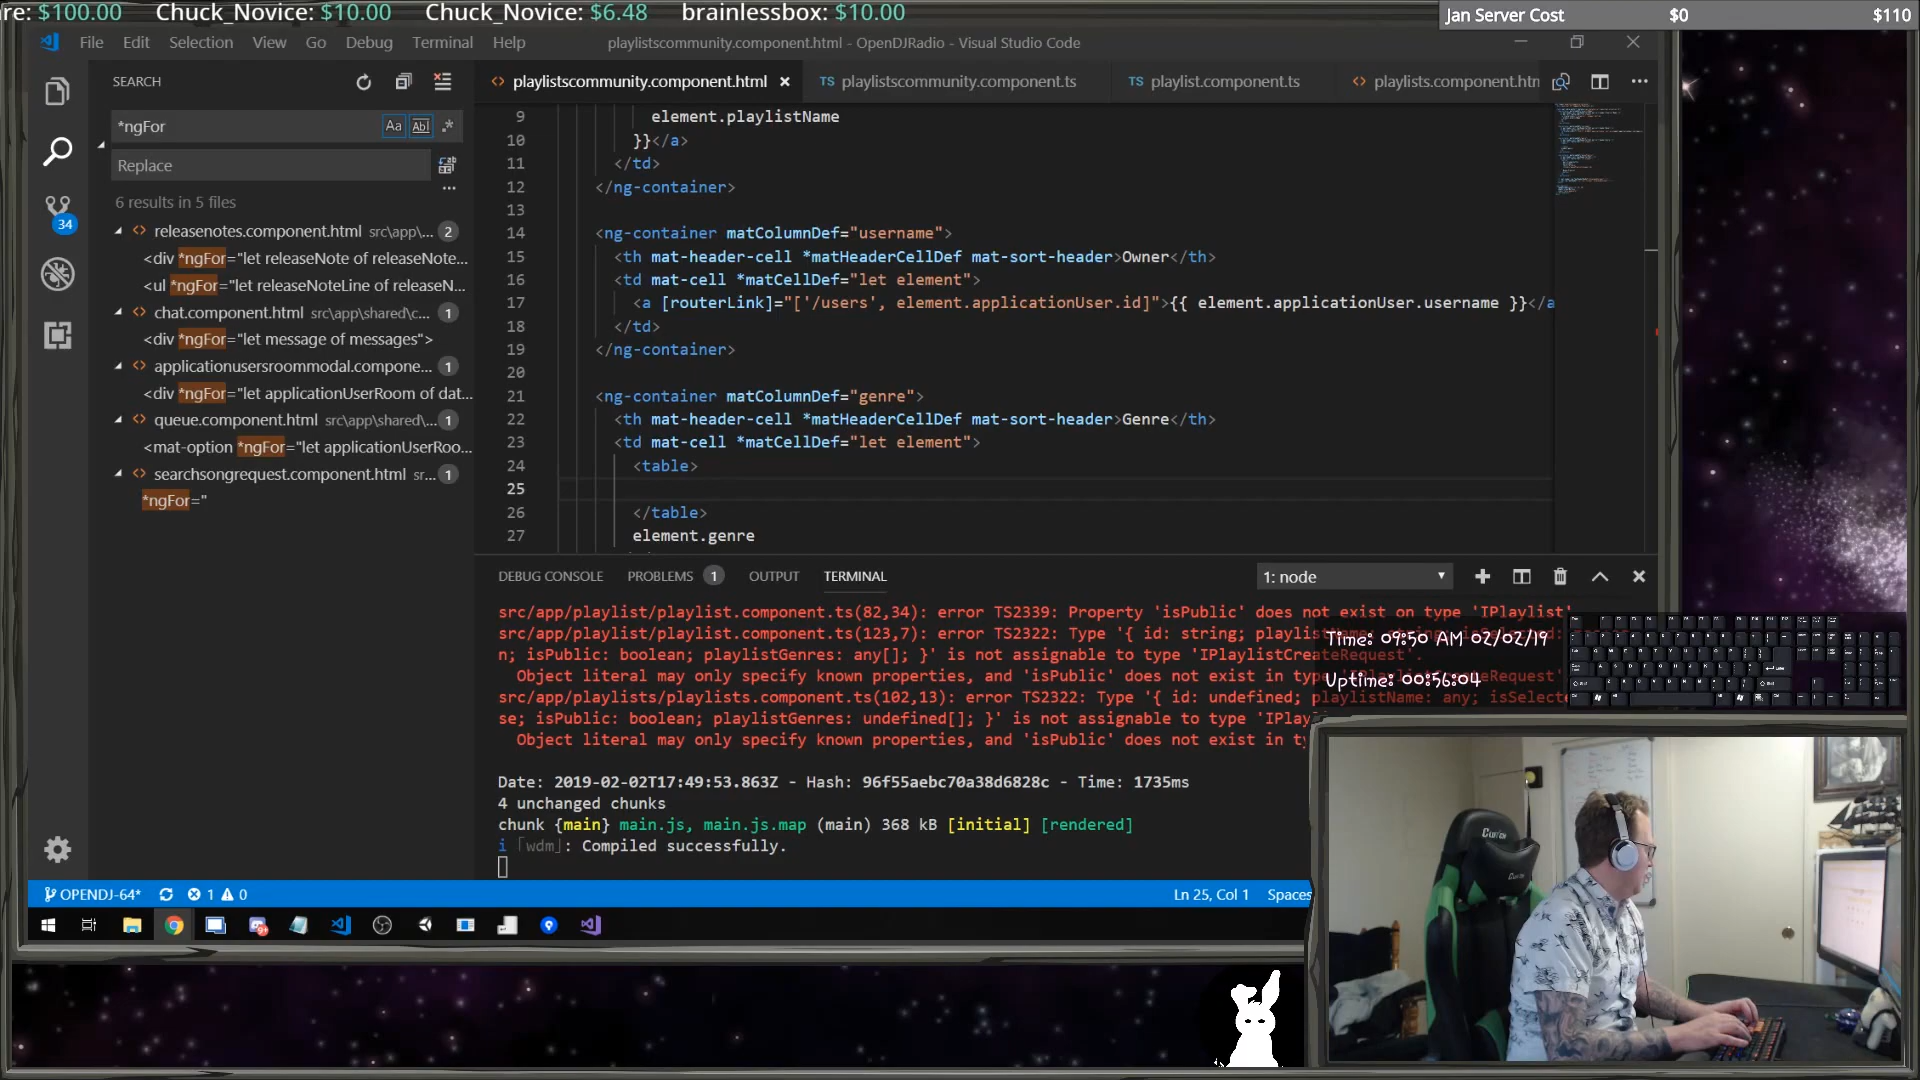 re: $100.00 Chuck_Novice: $10.00 Chuck_Novice: $6.48 brainlessbox: $10.00
Jan Server Cost $0 $110
File Edit Selection View Go Debug Terminal Help
playlistscommunity.component.html - OpenDJRadio - Visual Studio Code
SEARCH
playlistscommunity.component.html
TS playlistscommunity.component.ts
TS playlist.component.ts
playlists.component.htm
*ngFor
Aa Abl .*
Replace
6 results in 5 files
releasenotes.component.html src\app\... 2
<div *ngFor="let releaseNote of releaseNote...
<ul *ngFor="let releaseNoteLine of releaseN...
chat.component.html src\app\shared\c... 1
<div *ngFor="let message of messages">
applicationusersroommodal.compone... 1
<div *ngFor="let applicationUserRoom of dat...
queue.component.html src\app\shared\... 1
<mat-option *ngFor="let applicationUserRoo...
searchsongrequest.component.html sr... 1
*ngFor="
34
9 element.playlistName
10 }}</a>
11 </td>
12 </ng-container>
13
14 <ng-container matColumnDef="username">
15 <th mat-header-cell *matHeaderCellDef mat-sort-header>Owner</th>
16 <td mat-cell *matCellDef="let element">
17 <a [routerLink]="['/users', element.applicationUser.id]">{{ element.applicationUser.username }}</a
18 </td>
19 </ng-container>
20
21 <ng-container matColumnDef="genre">
22 <th mat-header-cell *matHeaderCellDef mat-sort-header>Genre</th>
23 <td mat-cell *matCellDef="let element">
24 <table>
25
26 </table>
27 element.genre
DEBUG CONSOLE PROBLEMS 1 OUTPUT TERMINAL
1: node
src/app/playlist/playlist.component.ts(82,34): error TS2339: Property 'isPublic' does not exist on type 'IPlaylist'
src/app/playlist/playlist.component.ts(123,7): error TS2322: Type '{ id: string; playlist
n; isPublic: boolean; playlistGenres: any[]; }' is not assignable to type 'IPlaylistCreateRequest'.
Object literal may only specify known properties, and 'isPublic' does not exist in typ
src/app/playlists/playlists.component.ts(102,13): error TS2322: Type '{ id: undefined; playlistName: any; isSelecte
se; isPublic: boolean; playlistGenres: undefined[]; }' is not assignable to type 'IPlay
Object literal may only specify known properties, and 'isPublic' does not exist in ty
Date: 2019-02-02T17:49:53.863Z - Hash: 96f55aebc70a38d6828c - Time: 1735ms
4 unchanged chunks
chunk {main} main.js, main.js.map (main) 368 kB [initial] [rendered]
i ｢wdm｣: Compiled successfully.
Time: 09:50 AM 02/02/19
Uptime: 00:56:04
OPENDJ-64* 1 0
Ln 25, Col 1 Spaces